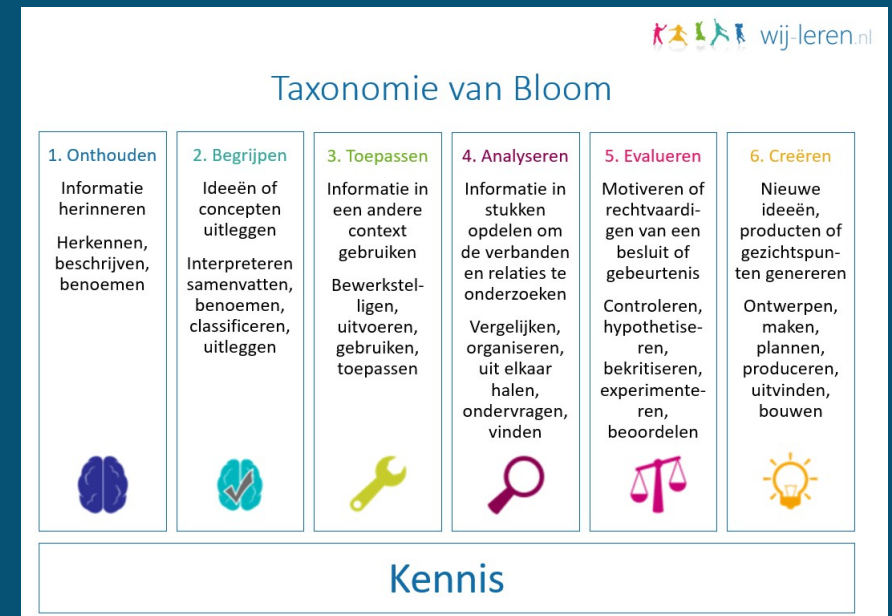 wij-leren.nl
Taxonomie van Bloom
1. Onthouden
Informatie
herinneren
Herkennen,
beschrijven,
benoemen
2. Begrijpen
Ideeën of
concepten
uitleggen
Interpreteren
samenvatten,
benoemen,
classificeren,
uitleggen
3. Toepassen
Informatie in
een andere
context
gebruiken
Bewerkstel-
ligen,
uitvoeren,
gebruiken,
toepassen
4. Analyseren
Informatie in
stukken
opdelen om
de verbanden
en relaties te
onderzoeken
Vergelijken,
organiseren,
uit elkaar
halen,
ondervragen,
vinden
5. Evalueren
Motiveren of
rechtvaardi-
gen van een
besluit of
gebeurtenis
Controleren,
hypothetise-
ren,
bekritiseren,
experimente-
ren,
beoordelen
6. Creëren
Nieuwe
ideeën,
producten of
gezichtspun-
ten genereren
Ontwerpen,
maken,
plannen,
produceren,
uitvinden,
bouwen
Kennis